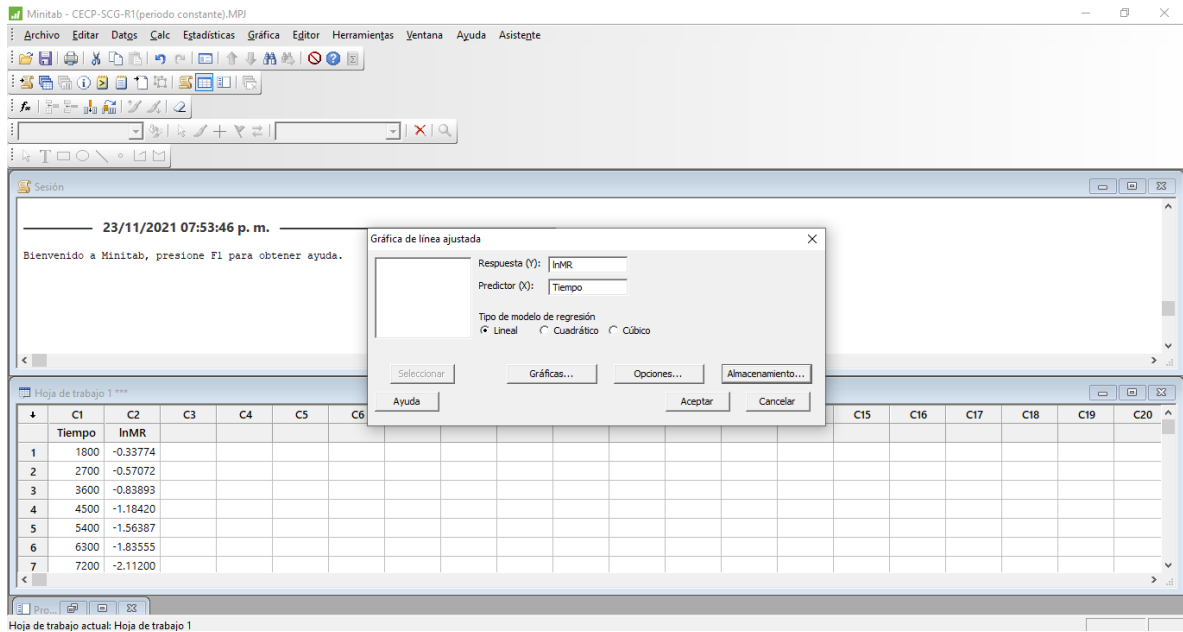 Minitab - CECP-SCG-R1(periodo constante).MPJ
Archivo Editar Datos Calc Estadísticas Gráfica Editor Herramientas Ventana Ayuda Asistente
Sesión
23/11/2021 07:53:46 p. m.
Bienvenido a Minitab, presione F1 para obtener ayuda.
Gráfica de línea ajustada
Respuesta (Y): lnMR
Predictor (X): Tiempo
Tipo de modelo de regresión
Lineal Cuadrático Cúbico
Seleccionar Gráficas... Opciones... Almacenamiento...
Ayuda Aceptar Cancelar
Hoja de trabajo 1 ***
C1 C2 C3 C4 C5 C6 C15 C16 C17 C18 C19 C20
Tiempo lnMR
1 1800 -0.33774
2 2700 -0.57072
3 3600 -0.83893
4 4500 -1.18420
5 5400 -1.56387
6 6300 -1.83555
7 7200 -2.11200
Pro...
Hoja de trabajo actual: Hoja de trabajo 1